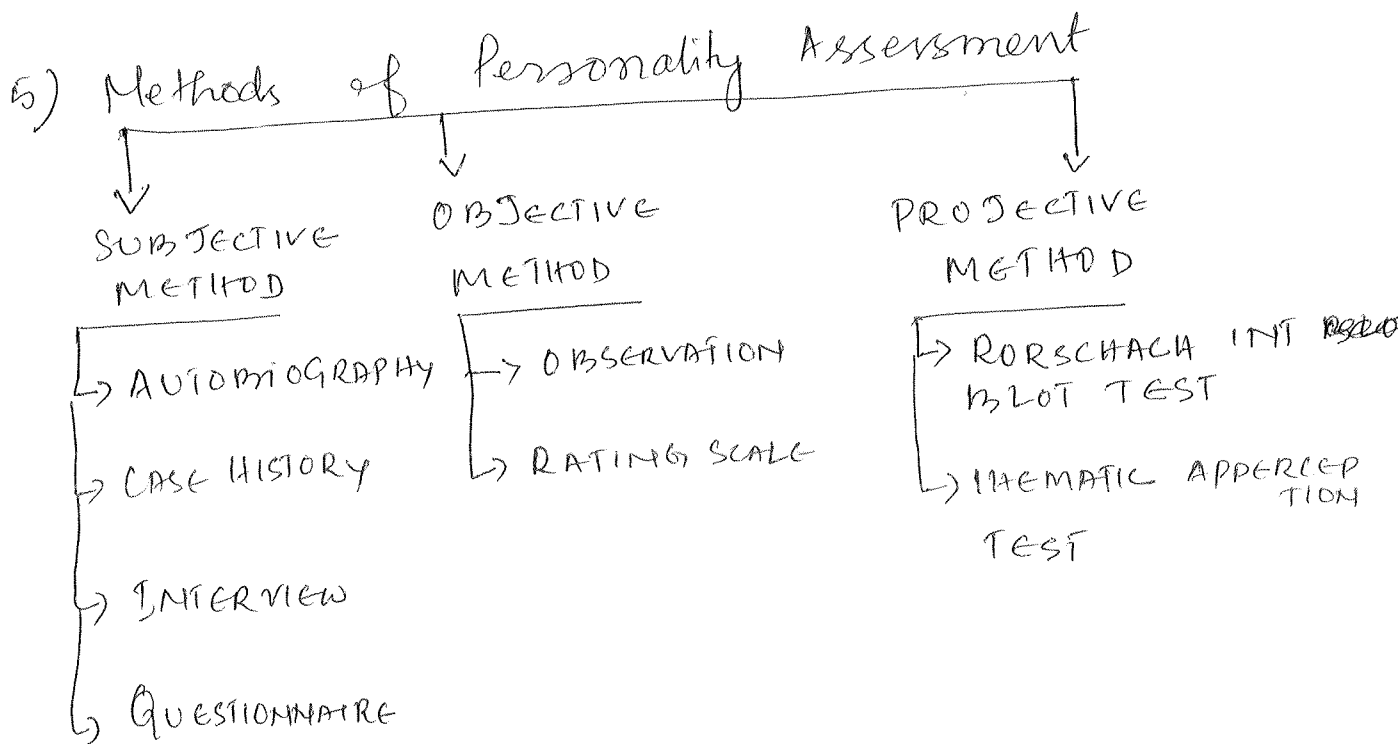 5) Methods of Personality Assessment
SUBJECTIVE
METHOD
AUTOBIOGRAPHY
CASE HISTORY
INTERVIEW
QUESTIONNAIRE
OBJECTIVE
METHOD
OBSERVATION
RATING SCALE
PROJECTIVE
METHOD
RORSCHACH INT
BLOT TEST
THEMATIC APPERCEP
TION
TEST